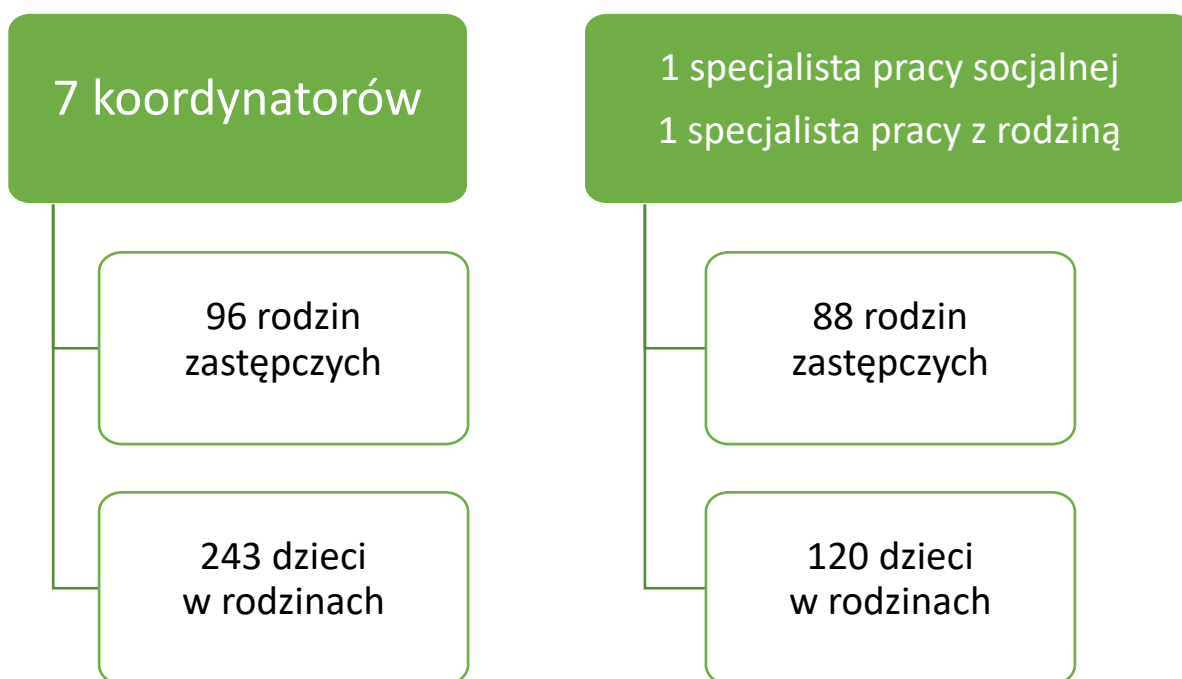 7 koordynatorów
96 rodzin
zastępczych
243 dzieci
w rodzinach
1 specjalista pracy socjalnej
1 specjalista pracy z rodziną
88 rodzin
zastępczych
120 dzieci
w rodzinach